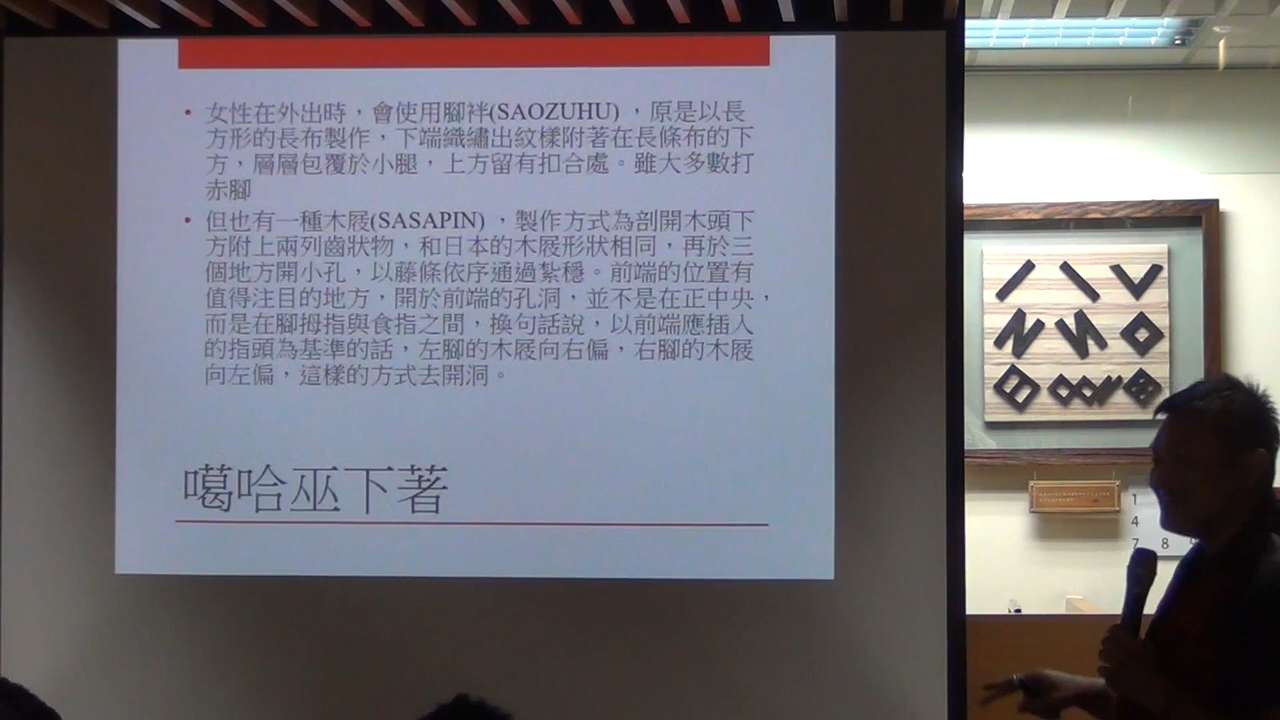 • 女性在外出時，會使用腳袢(SAOZUHU) ，原是以長
方形的長布製作，下端織繡出紋樣附著在長條布的下
方，層層包覆於小腿，上方留有扣合處。雖大多數打
赤腳
• 但也有一種木屐(SASAPIN) ，製作方式為剖開木頭下
方附上兩列齒狀物，和日本的木屐形狀相同，再於三
個地方開小孔，以藤條依序通過紮穩。前端的位置有
值得注目的地方，開於前端的孔洞，並不是在正中央，
而是在腳拇指與食指之間，換句話說，以前端應插入
的指頭為基準的話，左腳的木屐向右偏，右腳的木屐
向左偏，這樣的方式去開洞。
噶哈巫下著
1
4
7 8